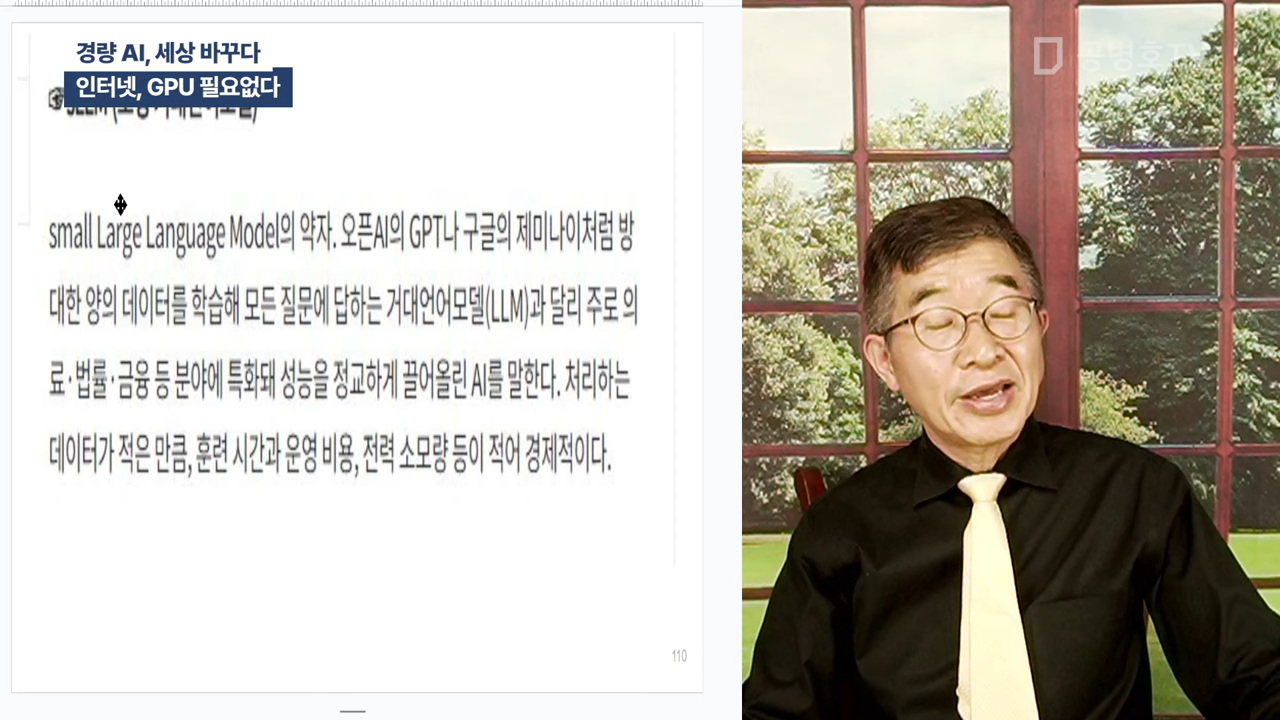 경량 AI, 세상 바꾸다
인터넷, GPU 필요없다
small Large Language Model의 약자. 오픈AI의 GPT나 구글의 제미나이처럼 방
대한 양의 데이터를 학습해 모든 질문에 답하는 거대언어모델(LLM)과 달리 주로 의
료·법률·금융 등 분야에 특화돼 성능을 정교하게 끌어올린 AI를 말한다. 처리하는
데이터가 적은 만큼, 훈련 시간과 운영 비용, 전력 소모량 등이 적어 경제적이다.
110
공병호TV